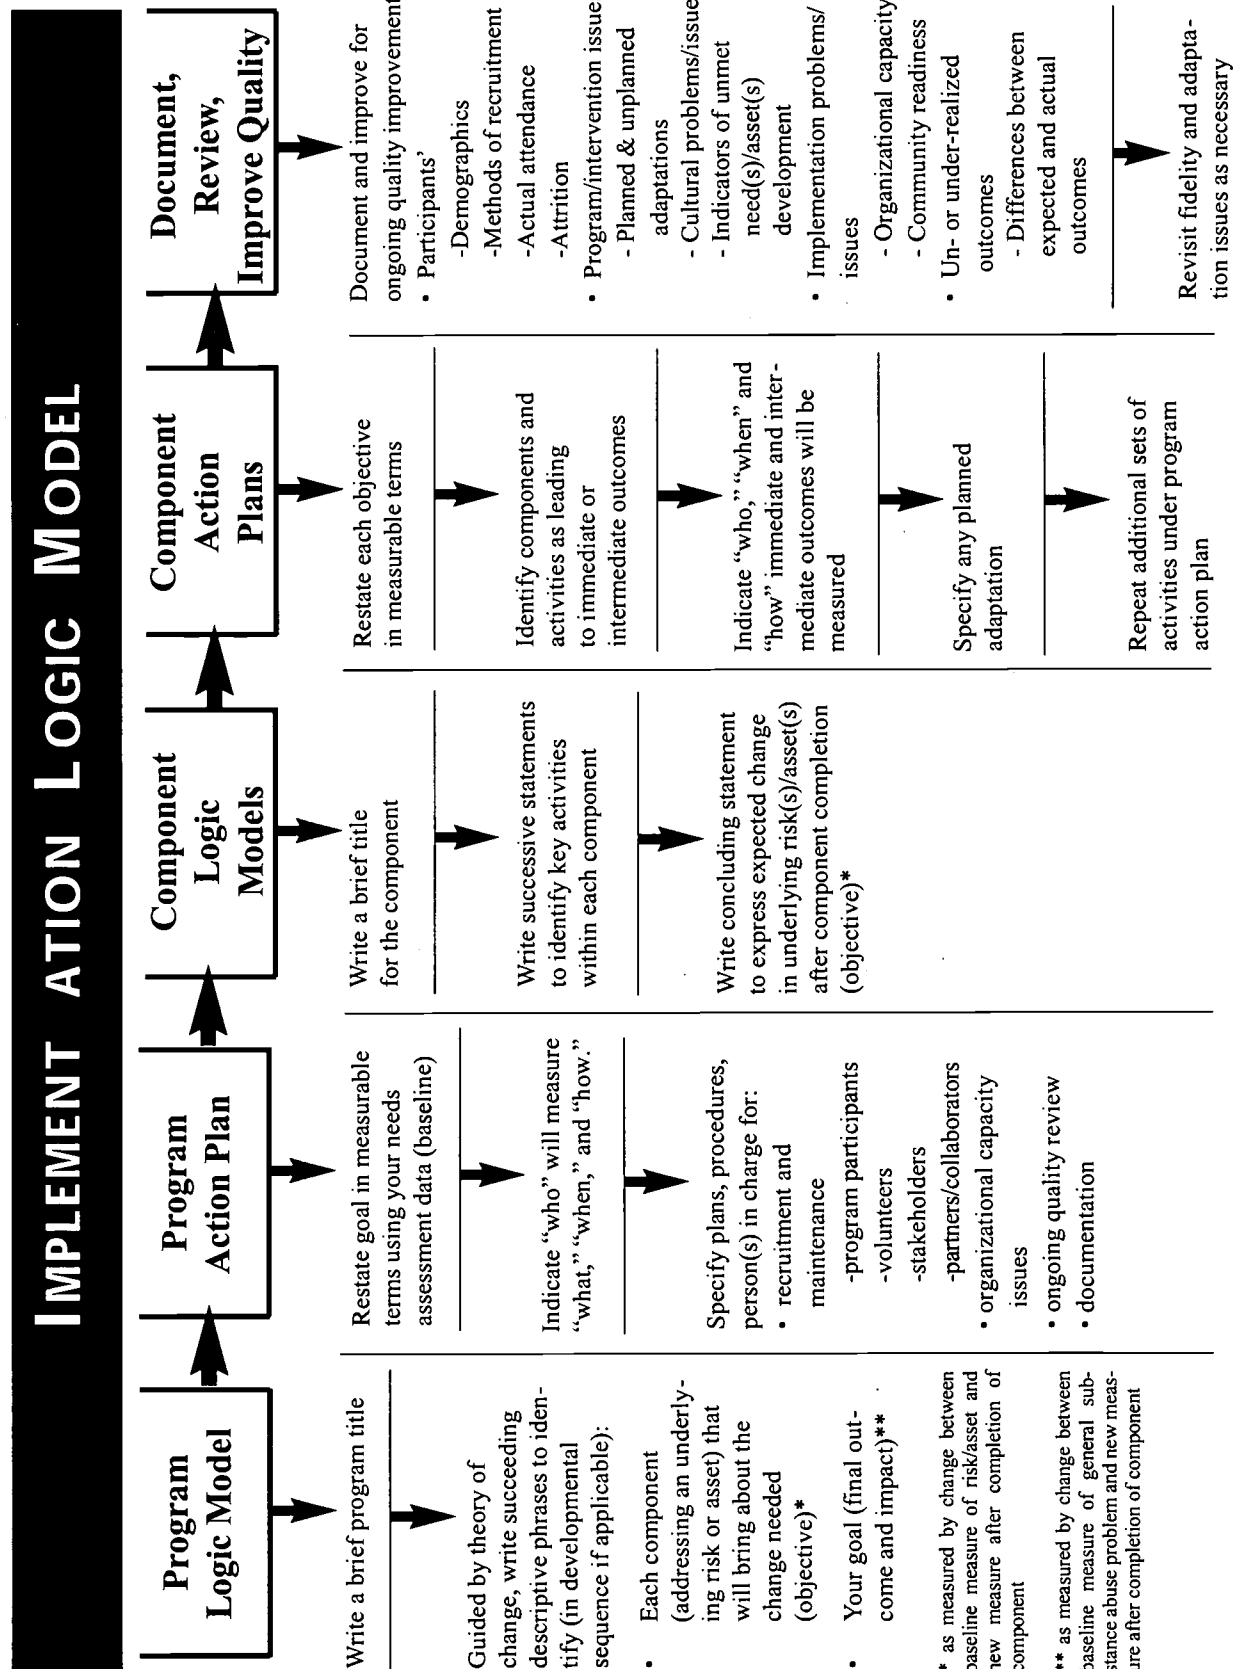 IMPLEMENT ATION LOGIC MODEL
Program
Logic Model
Write a brief program title
Guided by theory of
change, write succeeding
descriptive phrases to iden-
tify (in developmental
sequence if applicable):
• Each component
(addressing an underly-
ing risk or asset) that
will bring about the
change needed
(objective)*
• Your goal (final out-
come and impact)**
* as measured by change between
baseline measure of risk/asset and
new measure after completion of
component
** as measured by change between
baseline measure of general sub-
stance abuse problem and new meas-
ure after completion of component
Program
Action Plan
Restate goal in measurable
terms using your needs
assessment data (baseline)
Indicate “who” will measure
“what,” “when,” and “how.”
Specify plans, procedures,
person(s) in charge for:
• recruitment and
maintenance
-program participants
-volunteers
-stakeholders
-partners/collaborators
• organizational capacity
issues
• ongoing quality review
• documentation
Component
Logic
Models
Write a brief title
for the component
Write successive statements
to identify key activities
within each component
Write concluding statement
to express expected change
in underlying risk(s)/asset(s)
after component completion
(objective)*
Component
Action
Plans
Restate each objective
in measurable terms
Identify components and
activities as leading
to immediate or
intermediate outcomes
Indicate “who,” “when” and
“how” immediate and inter-
mediate outcomes will be
measured
Specify any planned
adaptation
Repeat additional sets of
activities under program
action plan
Document,
Review,
Improve Quality
Document and improve for
ongoing quality improvement
• Participants’
-Demographics
-Methods of recruitment
-Actual attendance
-Attrition
• Program/intervention issue
- Planned & unplanned
adaptations
- Cultural problems/issue
- Indicators of unmet
need(s)/asset(s)
development
• Implementation problems/
issues
- Organizational capacity
- Community readiness
• Un- or under-realized
outcomes
- Differences between
expected and actual
outcomes
Revisit fidelity and adapta-
tion issues as necessary